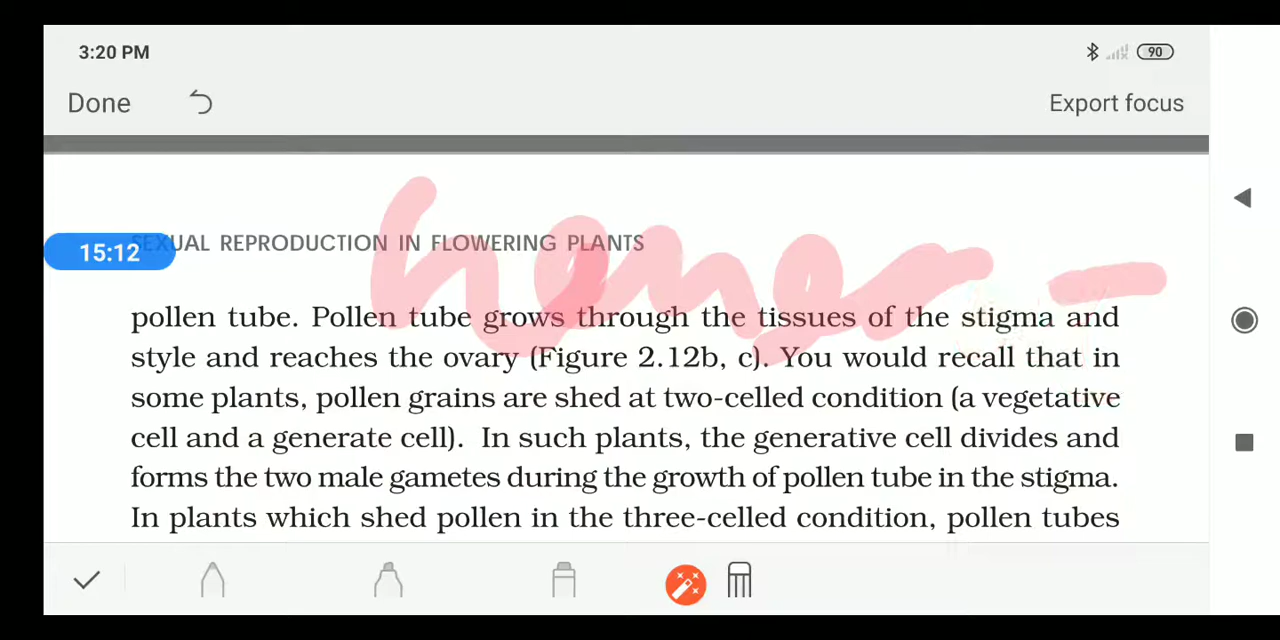 3:20 PM
90
Done
Export focus
SEXUAL REPRODUCTION IN FLOWERING PLANTS
15:12
pollen tube. Pollen tube grows through the tissues of the stigma and
style and reaches the ovary (Figure 2.12b, c). You would recall that in
some plants, pollen grains are shed at two-celled condition (a vegetative
cell and a generate cell). In such plants, the generative cell divides and
forms the two male gametes during the growth of pollen tube in the stigma.
In plants which shed pollen in the three-celled condition, pollen tubes